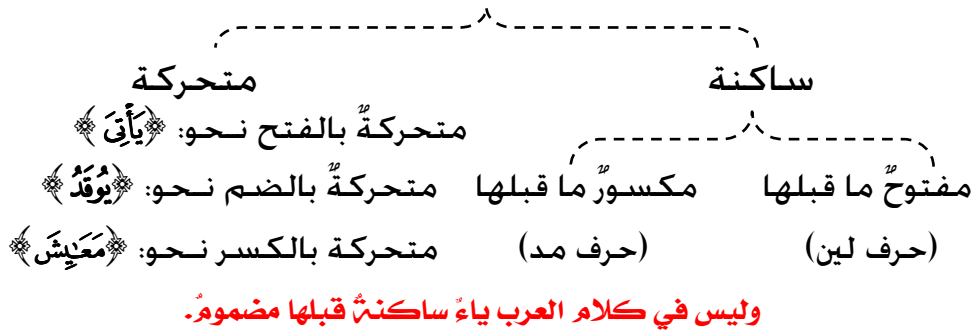 ساكنة
متحركة
متحركةٌ بالفتح نحو: ﴿يَأْتِىَ﴾
مفتوحٌ ما قبلها
مكسورٌ ما قبلها
متحركةٌ بالضم نحو: ﴿يُوقَدُ﴾
(حرف لين)
(حرف مد)
متحركة بالكسر نحو: ﴿مَعَـٰيِشَ﴾
وليس في كلام العرب ياءٌ ساكنةٌ قبلها مضمومٌ.